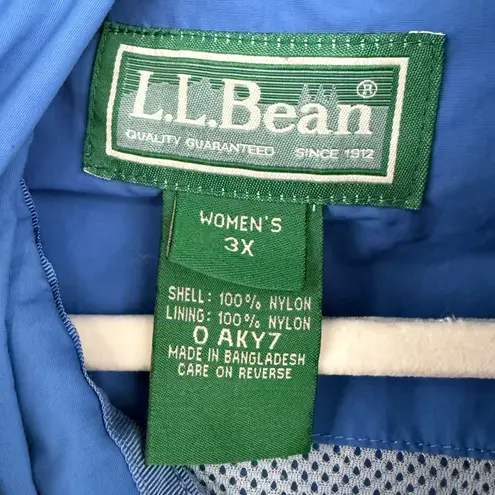 L.L.Bean®
QUALITY GUARANTEED SINCE 1912
WOMEN'S
3X
SHELL: 100% NYLON
LINING: 100% NYLON
O AKY7
MADE IN BANGLADESH
CARE ON REVERSE